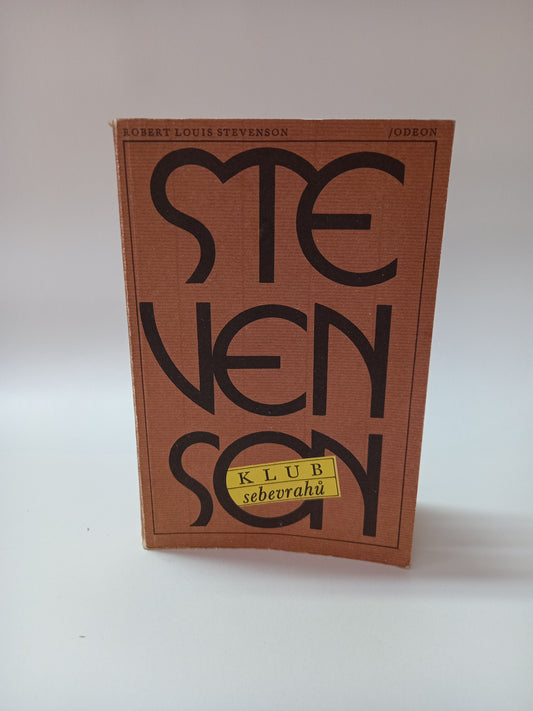 ROBERT LOUIS STEVENSON /ODEON
STE
VEN
SON
KLUB
sebevrahů